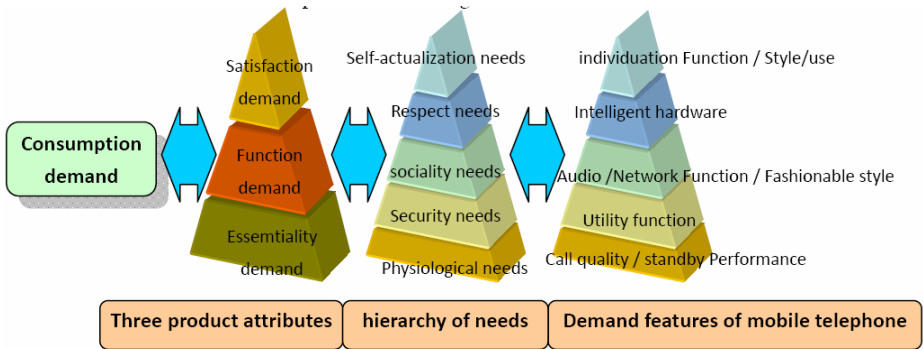 Consumption
demand
Satisfaction
demand
Function
demand
Essemtiality
demand
Self-actualization needs
Respect needs
sociality needs
Security needs
Physiological needs
individuation Function / Style/use
Intelligent hardware
Audio /Network Function / Fashionable style
Utility function
Call quality / standby Performance
Three product attributes
hierarchy of needs
Demand features of mobile telephone